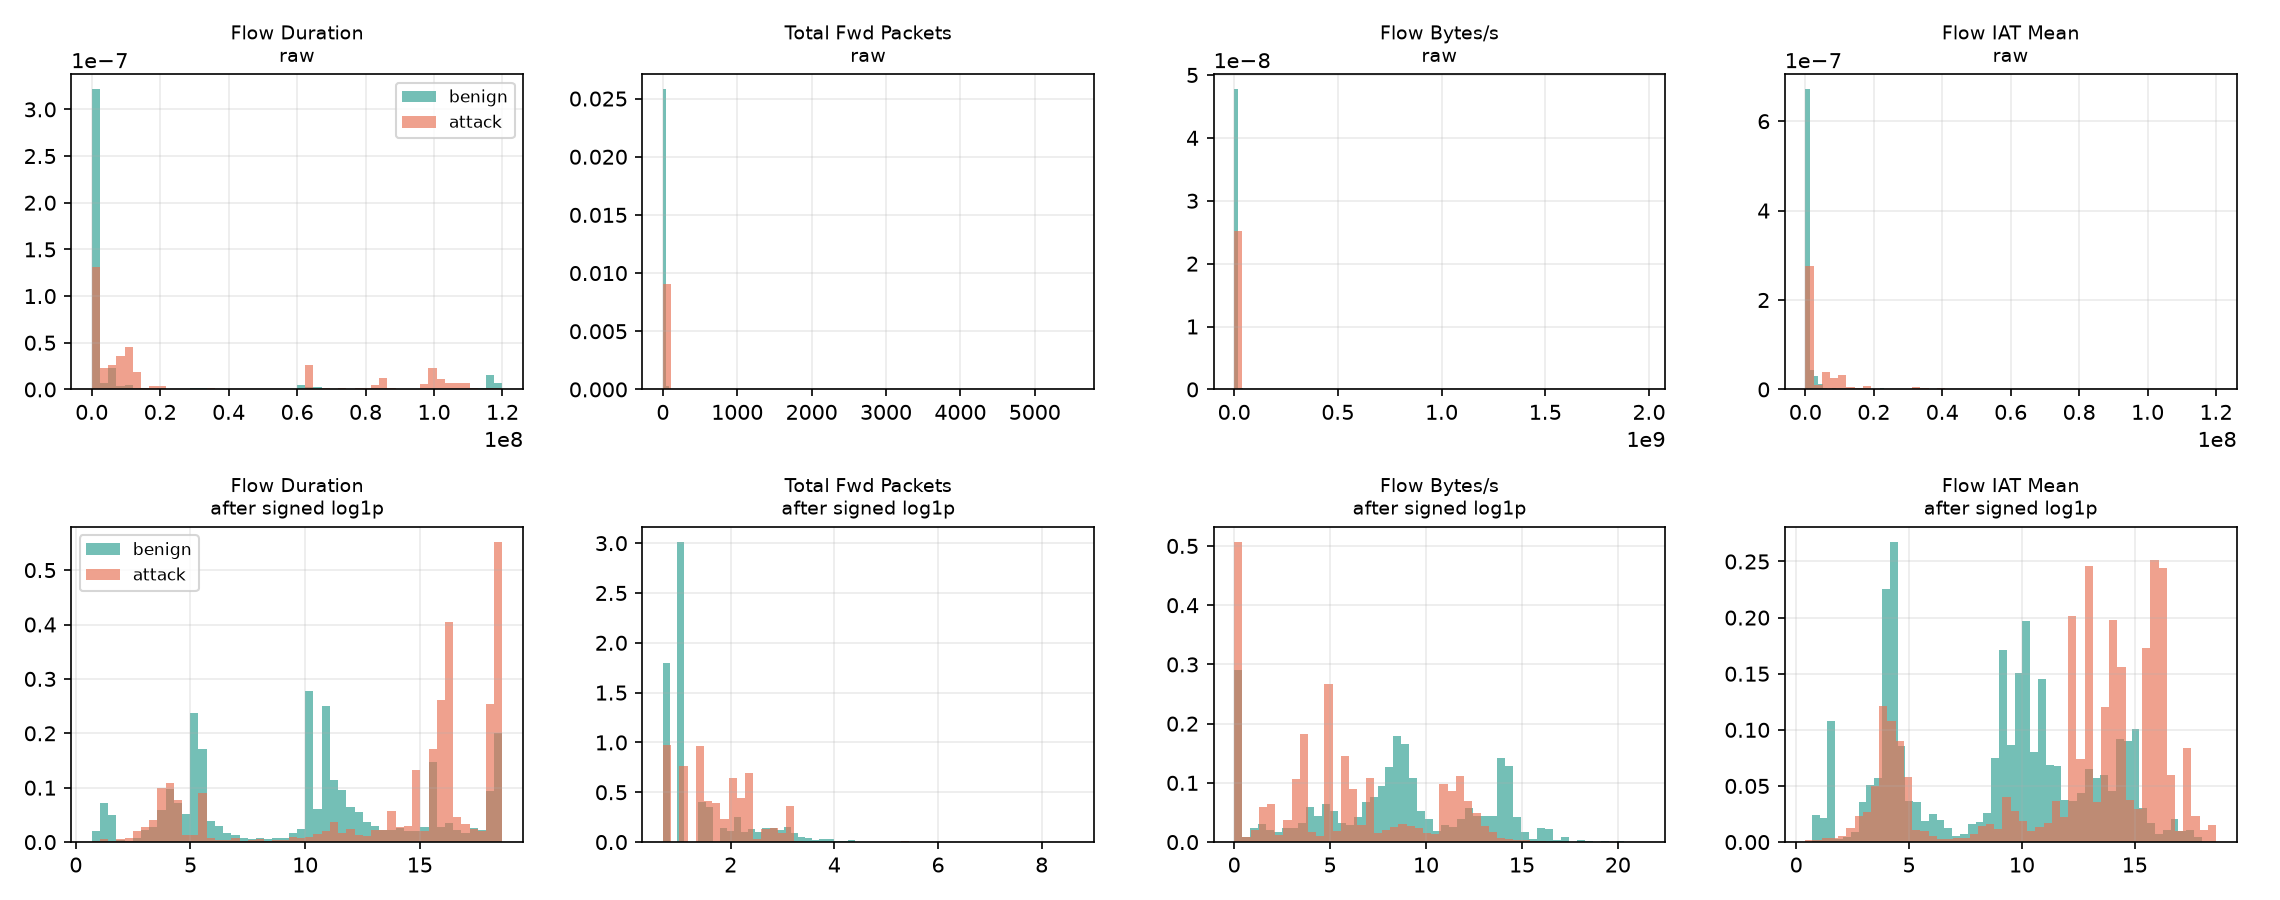 Flow Duration
raw
1e−7
3.0
2.5
2.0
1.5
1.0
0.5
0.0
0.0 0.2 0.4 0.6 0.8 1.0 1.2
1e8
benign
attack
Total Fwd Packets
raw
0.025
0.020
0.015
0.010
0.005
0.000
0 1000 2000 3000 4000 5000
Flow Bytes/s
raw
1e−8
5
4
3
2
1
0
0.0 0.5 1.0 1.5 2.0
1e9
Flow IAT Mean
raw
1e−7
6
4
2
0
0.0 0.2 0.4 0.6 0.8 1.0 1.2
1e8
Flow Duration
after signed log1p
benign
attack
0.5
0.4
0.3
0.2
0.1
0.0
0 5 10 15
Total Fwd Packets
after signed log1p
3.0
2.5
2.0
1.5
1.0
0.5
0.0
2 4 6 8
Flow Bytes/s
after signed log1p
0.5
0.4
0.3
0.2
0.1
0.0
0 5 10 15 20
Flow IAT Mean
after signed log1p
0.25
0.20
0.15
0.10
0.05
0.00
0 5 10 15